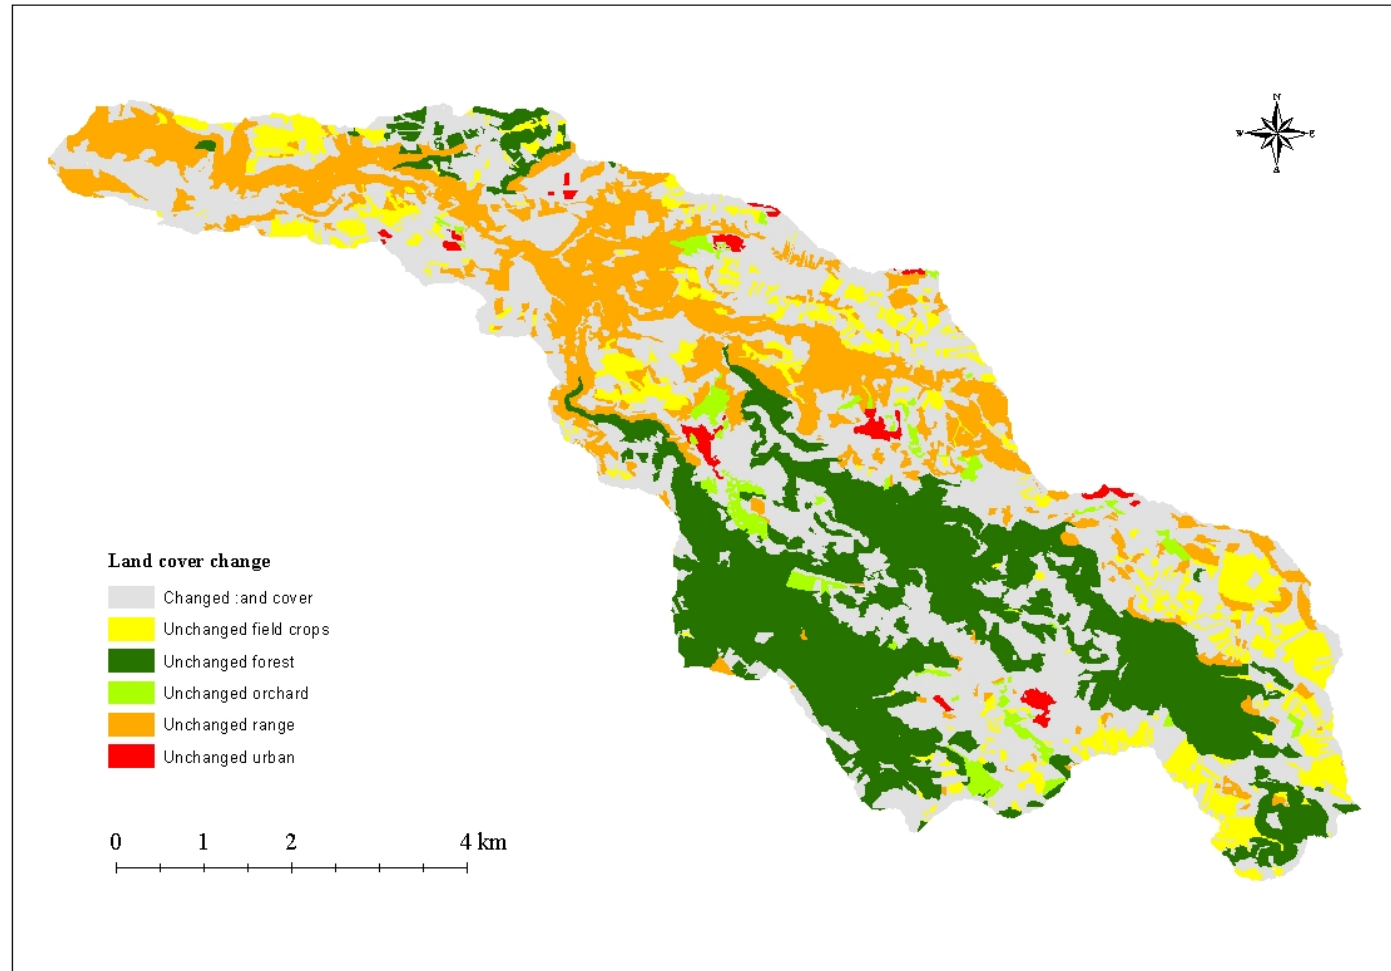 N
W E
Land cover change
Changed :and cover
Unchanged field crops
Unchanged forest
Unchanged orchard
Unchanged range
Unchanged urban
0 1 2 4 km